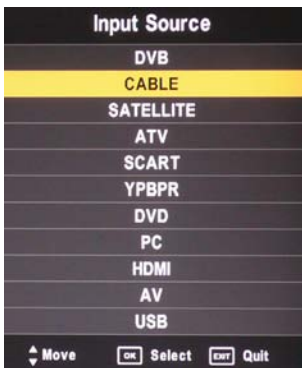 Input Source
DVB
CABLE
SATELLITE
ATV
SCART
YPBPR
DVD
PC
HDMI
AV
USB
Move OK Select EXIT Quit